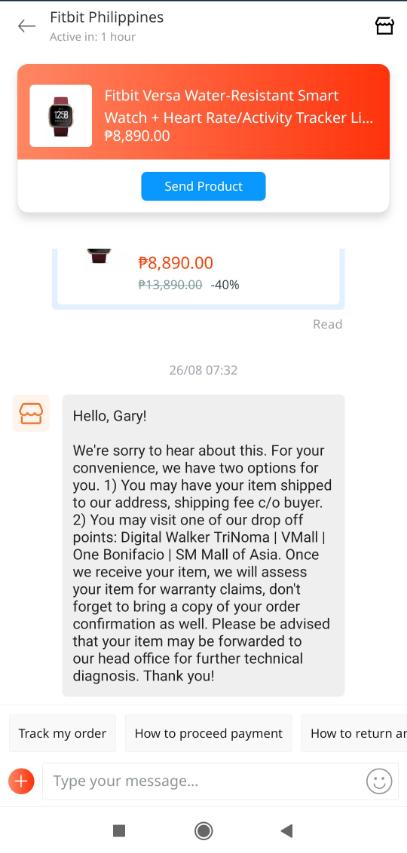 Fitbit Philippines
Active in: 1 hour
Fitbit Versa Water-Resistant Smart
Watch + Heart Rate/Activity Tracker Li...
₱8,890.00
Send Product
₱8,890.00
₱13,890.00 -40%
Read
26/08 07:32
Hello, Gary!
We're sorry to hear about this. For your
convenience, we have two options for
you. 1) You may have your item shipped
to our address, shipping fee c/o buyer.
2) You may visit one of our drop off
points: Digital Walker TriNoma | VMall |
One Bonifacio | SM Mall of Asia. Once
we receive your item, we will assess
your item for warranty claims, don't
forget to bring a copy of your order
confirmation as well. Please be advised
that your item may be forwarded to
our head office for further technical
diagnosis. Thank you!
Track my order
How to proceed payment
How to return ar
Type your message...